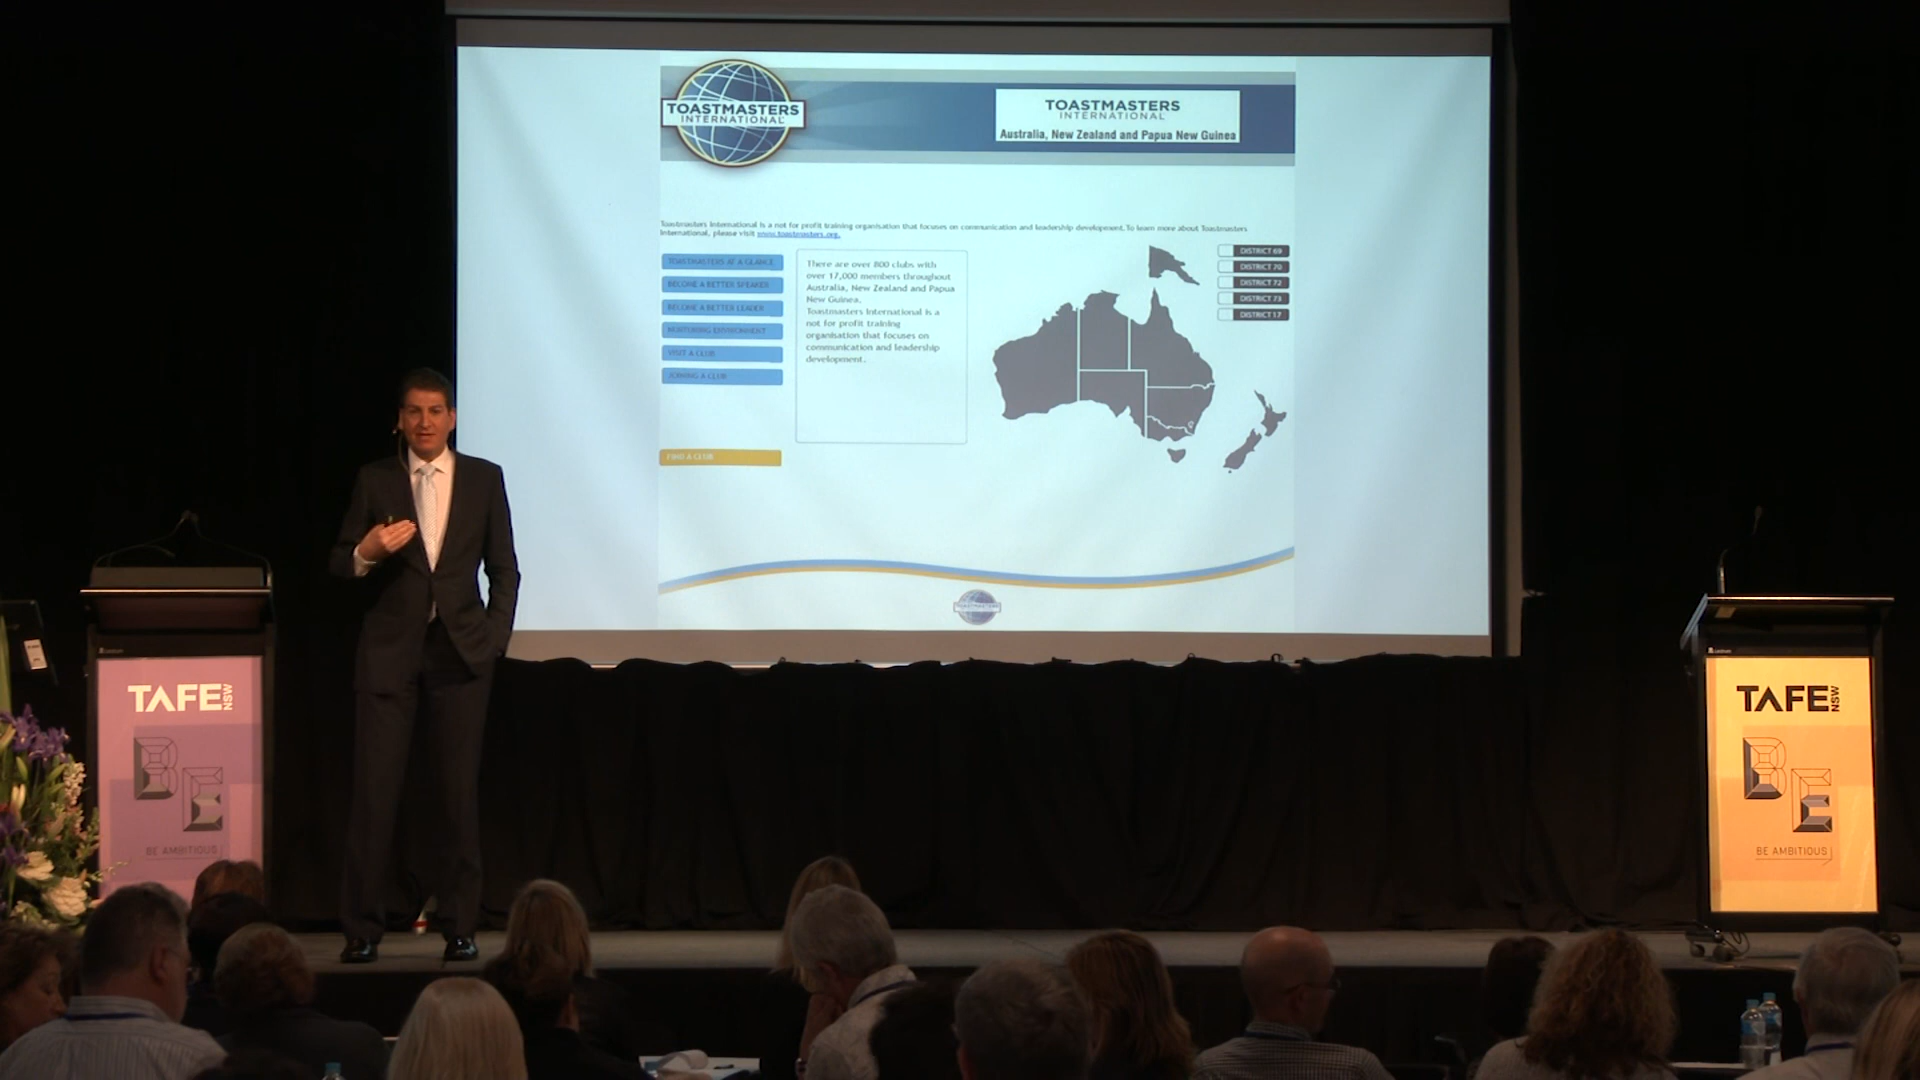 TOASTMASTERS
INTERNATIONAL
TOASTMASTERS
INTERNATIONAL
Australia, New Zealand and Papua New Guinea
Toastmasters International is a not for profit training organisation that focuses on communication and leadership development. To learn more about Toastmasters
International, please visit www.toastmasters.org.
TOASTMASTERS AT A GLANCE
BECOME A BETTER SPEAKER
BECOME A BETTER LEADER
NURTURING ENVIRONMENT
VISIT A CLUB
JOINING A CLUB
FIND A CLUB
There are over 800 clubs with
over 17,000 members throughout
Australia, New Zealand and Papua
New Guinea.
Toastmasters International is a
not for profit training
organisation that focuses on
communication and leadership
development.
DISTRICT 69
DISTRICT 70
DISTRICT 72
DISTRICT 73
DISTRICT 17
TOASTMASTERS
TAFE NSW
BE
BE AMBITIOUS
TAFE NSW
BE
BE AMBITIOUS